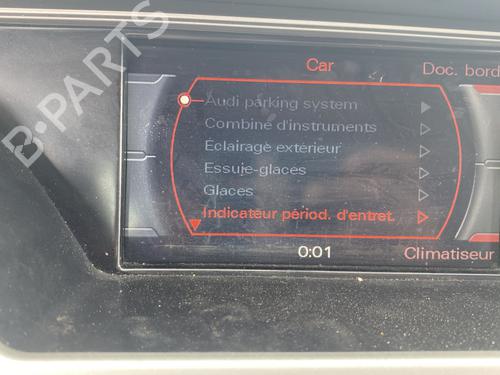 B-PARTS
Car
Doc. bord
Audi parking system
Combiné d'instruments
Eclairage extérieur
Essuie-glaces
Glaces
Indicateur périod. d'entret.
0:01
Climatiseur